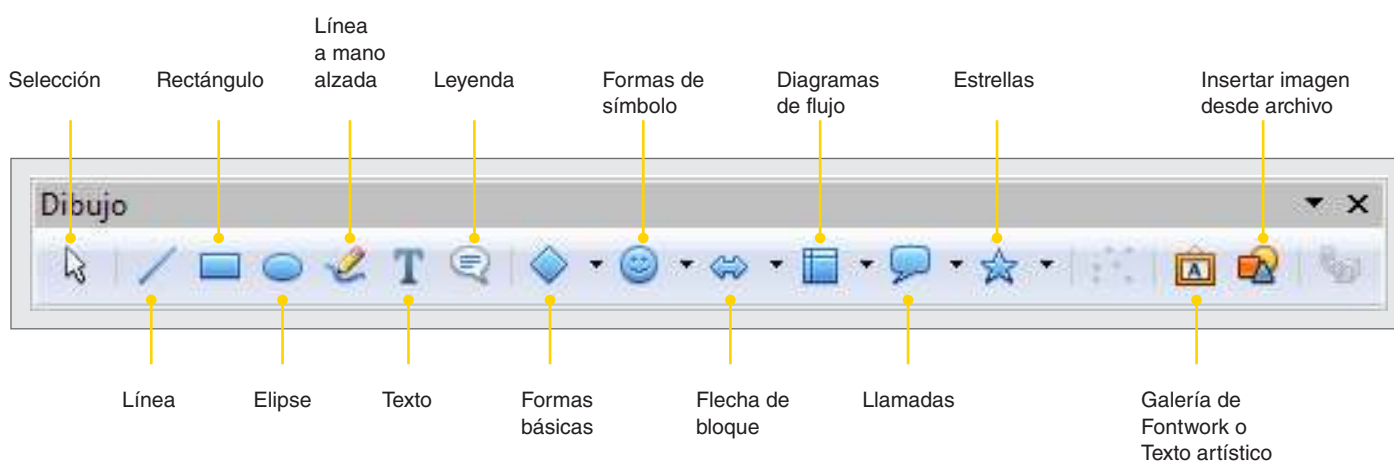 Línea
a mano
alzada
Selección
Rectángulo
Leyenda
Formas de
símbolo
Diagramas
de flujo
Estrellas
Insertar imagen
desde archivo
Dibujo
T
A
Línea
Elipse
Texto
Formas
básicas
Flecha de
bloque
Llamadas
Galería de
Fontwork o
Texto artístico